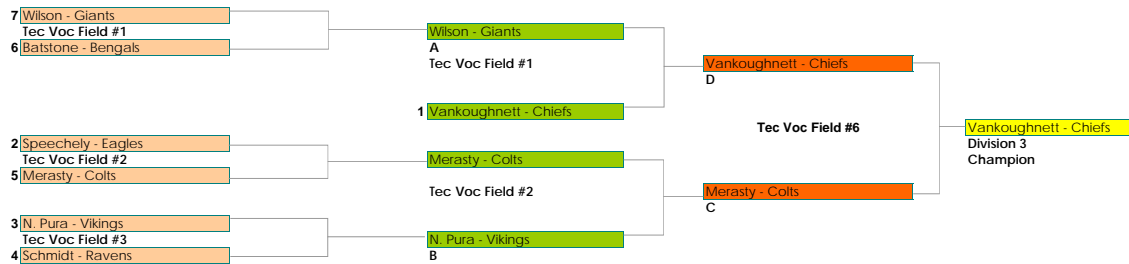 7 Wilson - Giants
Tec Voc Field #1
6 Batstone - Bengals
2 Speechely - Eagles
Tec Voc Field #2
5 Merasty - Colts
3 N. Pura - Vikings
Tec Voc Field #3
4 Schmidt - Ravens
Wilson - Giants
A
Tec Voc Field #1
1 Vankoughnett - Chiefs
Merasty - Colts
Tec Voc Field #2
N. Pura - Vikings
B
Vankoughnett - Chiefs
D
Tec Voc Field #6
Merasty - Colts
C
Vankoughnett - Chiefs
Division 3
Champion